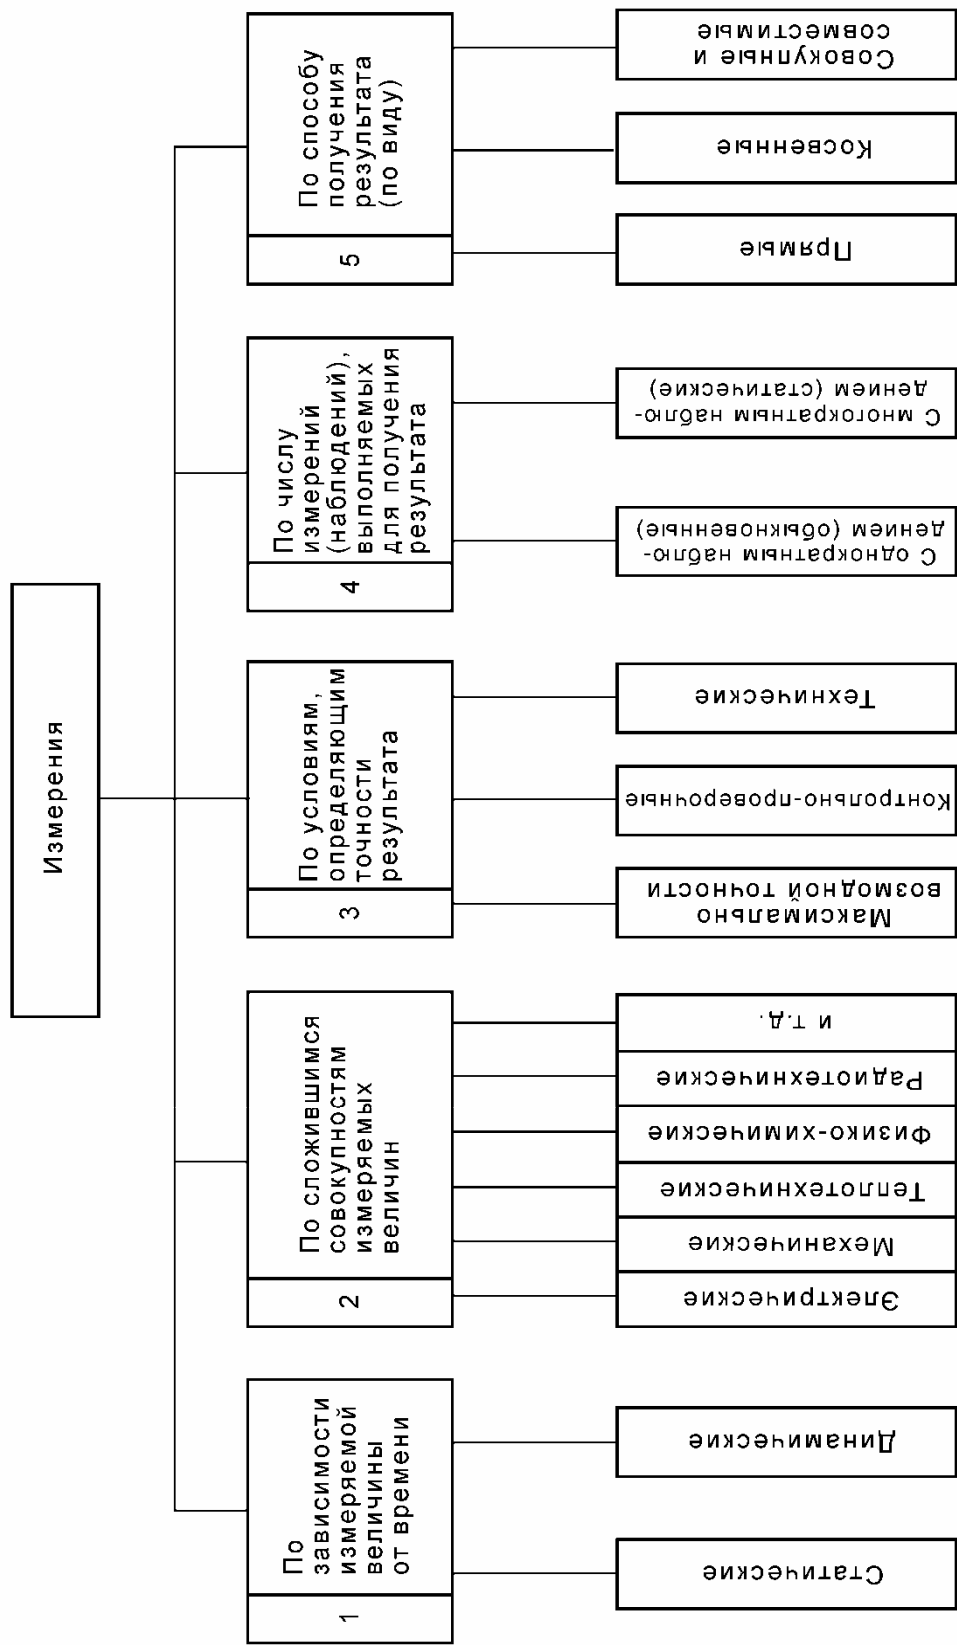 Измерения
1
По
зависимости
измеряемой
величины
от времени
Статические
Динамические
2
По сложившимся
совокупностям
измеряемых
величин
Электрические
Механические
Теплотехнические
Физико-химические
Радиотехнические
и т.д.
3
По условиям,
определяющим
точности
результата
Максимально
возмодной точности
Контрольно-проверочные
Технические
4
По числу
измерений
(наблюдений),
выполняемых
для получения
результата
С однократным наблю-
дением (обыкновенные)
С многократным наблю-
дением (статические)
5
По способу
получения
результата
(по виду)
Прямые
Косвенные
Совокупные и
совместимые